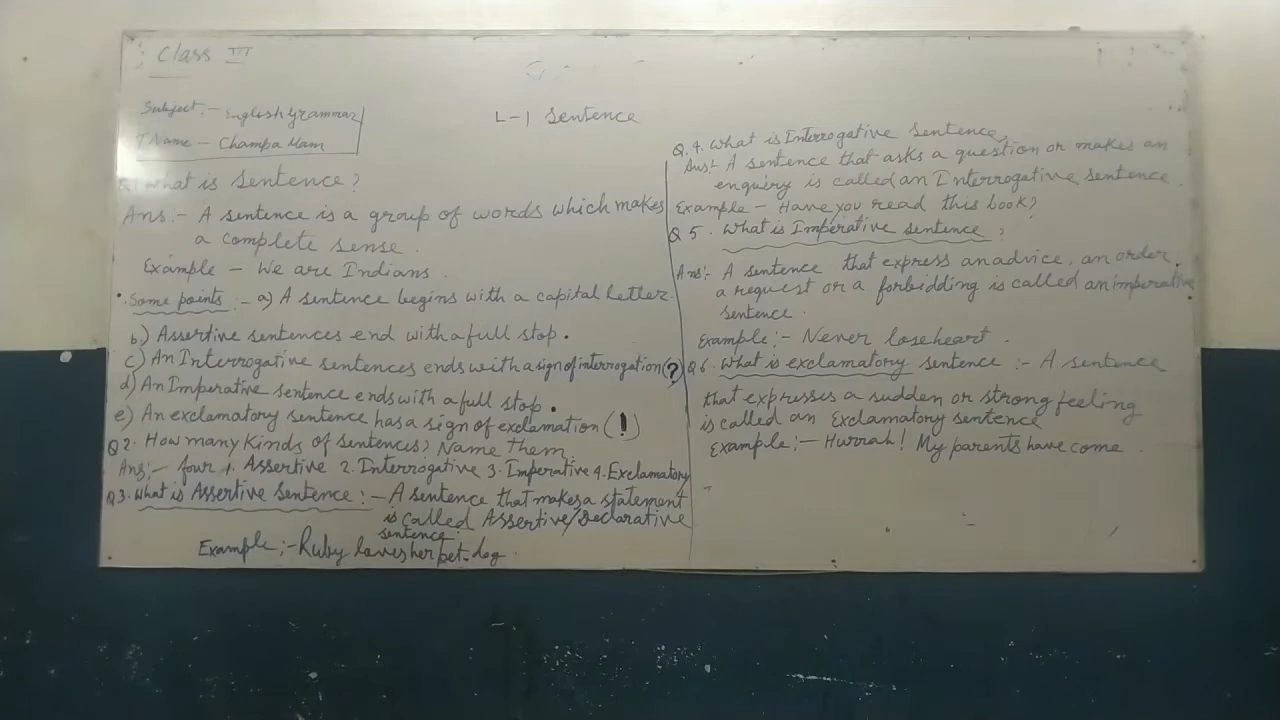 Class III
Subject :- English Grammar
T Name - Champa Mam
L-1 Sentence
Q1 What is Sentence?
Ans :- A sentence is a group of words which makes
a complete sense.
Example - We are Indians.
Some points - a) A sentence begins with a capital letter.
b) Assertive sentences end with a full stop.
c) An Interrogative sentences ends with a sign of interrogation (?)
d) An Imperative sentence ends with a full stop.
e) An exclamatory sentence has a sign of exclamation (!)
Q2. How many kinds of sentences? Name them.
Ans :- four 1. Assertive 2. Interrogative 3. Imperative 4. Exclamatory
Q3. What is Assertive Sentence :- A sentence that makes a statement
is called Assertive/Declarative
sentence.
Example :- Ruby loves her pet dog.
Q.4. What is Interrogative Sentence,
Ans :- A sentence that asks a question or makes an
enquiry is called an Interrogative sentence.
Example - Have you read this book?
Q 5. What is Imperative sentence ?
Ans :- A sentence that express an advice, an order,
a request or a forbidding is called an imperative
sentence.
Example :- Never lose heart.
Q6. What is exclamatory sentence :- A sentence
that expresses a sudden or strong feeling
is called an Exclamatory sentence
Example :- Hurrah! My parents have come.